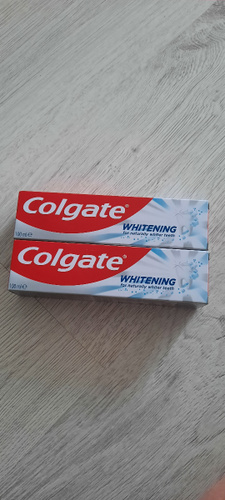 Colgate®
WHITENING
for naturally whiter teeth
100 ml ℮
Colgate®
WHITENING
for naturally whiter teeth
100 ml ℮